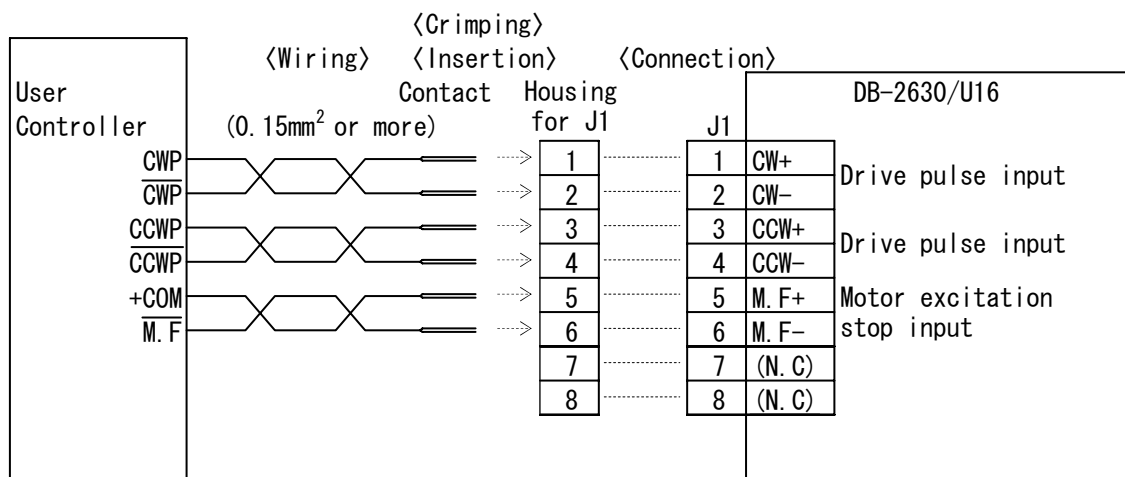 〈Crimping〉
〈Wiring〉 〈Insertion〉 〈Connection〉
User Contact Housing DB-2630/U16
Controller (0.15mm² or more) for J1 J1
CWP 1 1 CW+ Drive pulse input
C̅W̅P̅ 2 2 CW-
CCWP 3 3 CCW+ Drive pulse input
C̅C̅W̅P̅ 4 4 CCW-
+COM 5 5 M.F+ Motor excitation
M̅.̅F̅ 6 6 M.F- stop input
7 7 (N.C)
8 8 (N.C)